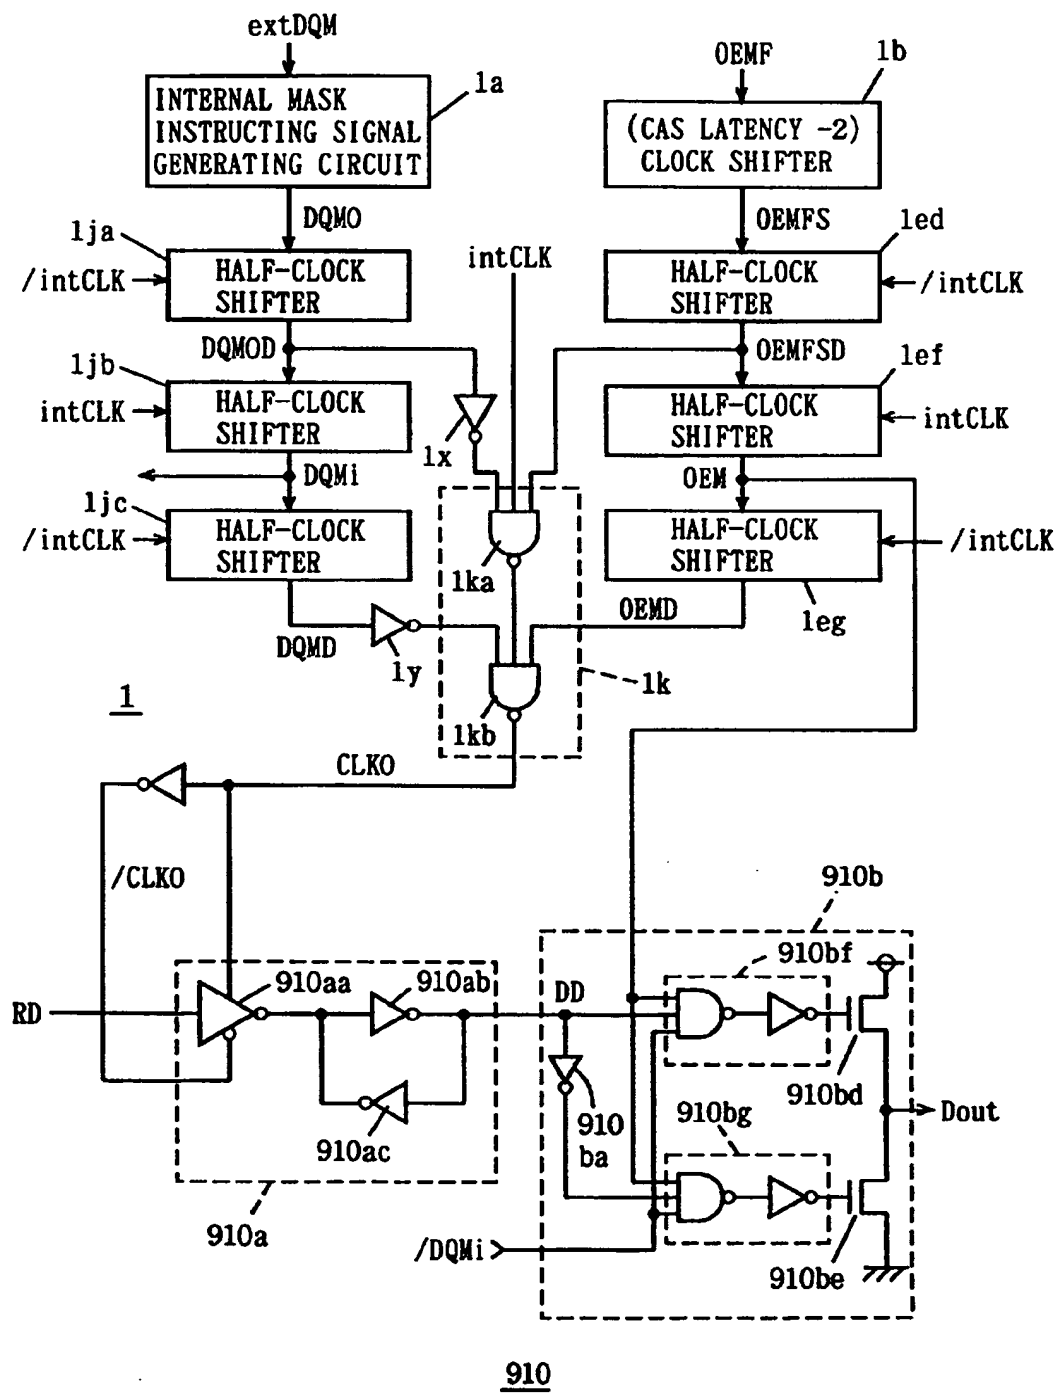 extDQM
1a
INTERNAL MASK
INSTRUCTING SIGNAL
GENERATING CIRCUIT
OEMF
1b
(CAS LATENCY -2)
CLOCK SHIFTER
DQM0
OEMFS
1ja
/intCLK
HALF-CLOCK
SHIFTER
intCLK
1ed
HALF-CLOCK
SHIFTER
/intCLK
DQM0D
OEMFSD
1jb
intCLK
HALF-CLOCK
SHIFTER
1x
1ef
HALF-CLOCK
SHIFTER
intCLK
DQMi
OEM
1jc
/intCLK
HALF-CLOCK
SHIFTER
1ka
HALF-CLOCK
SHIFTER
/intCLK
1eg
DQMD
1y
OEMD
1k
1kb
1
CLKO
/CLKO
910b
910aa
910ab
910bf
RD
DD
910bd
910
ba
910bg
Dout
910ac
910a
/DQMi
910be
910